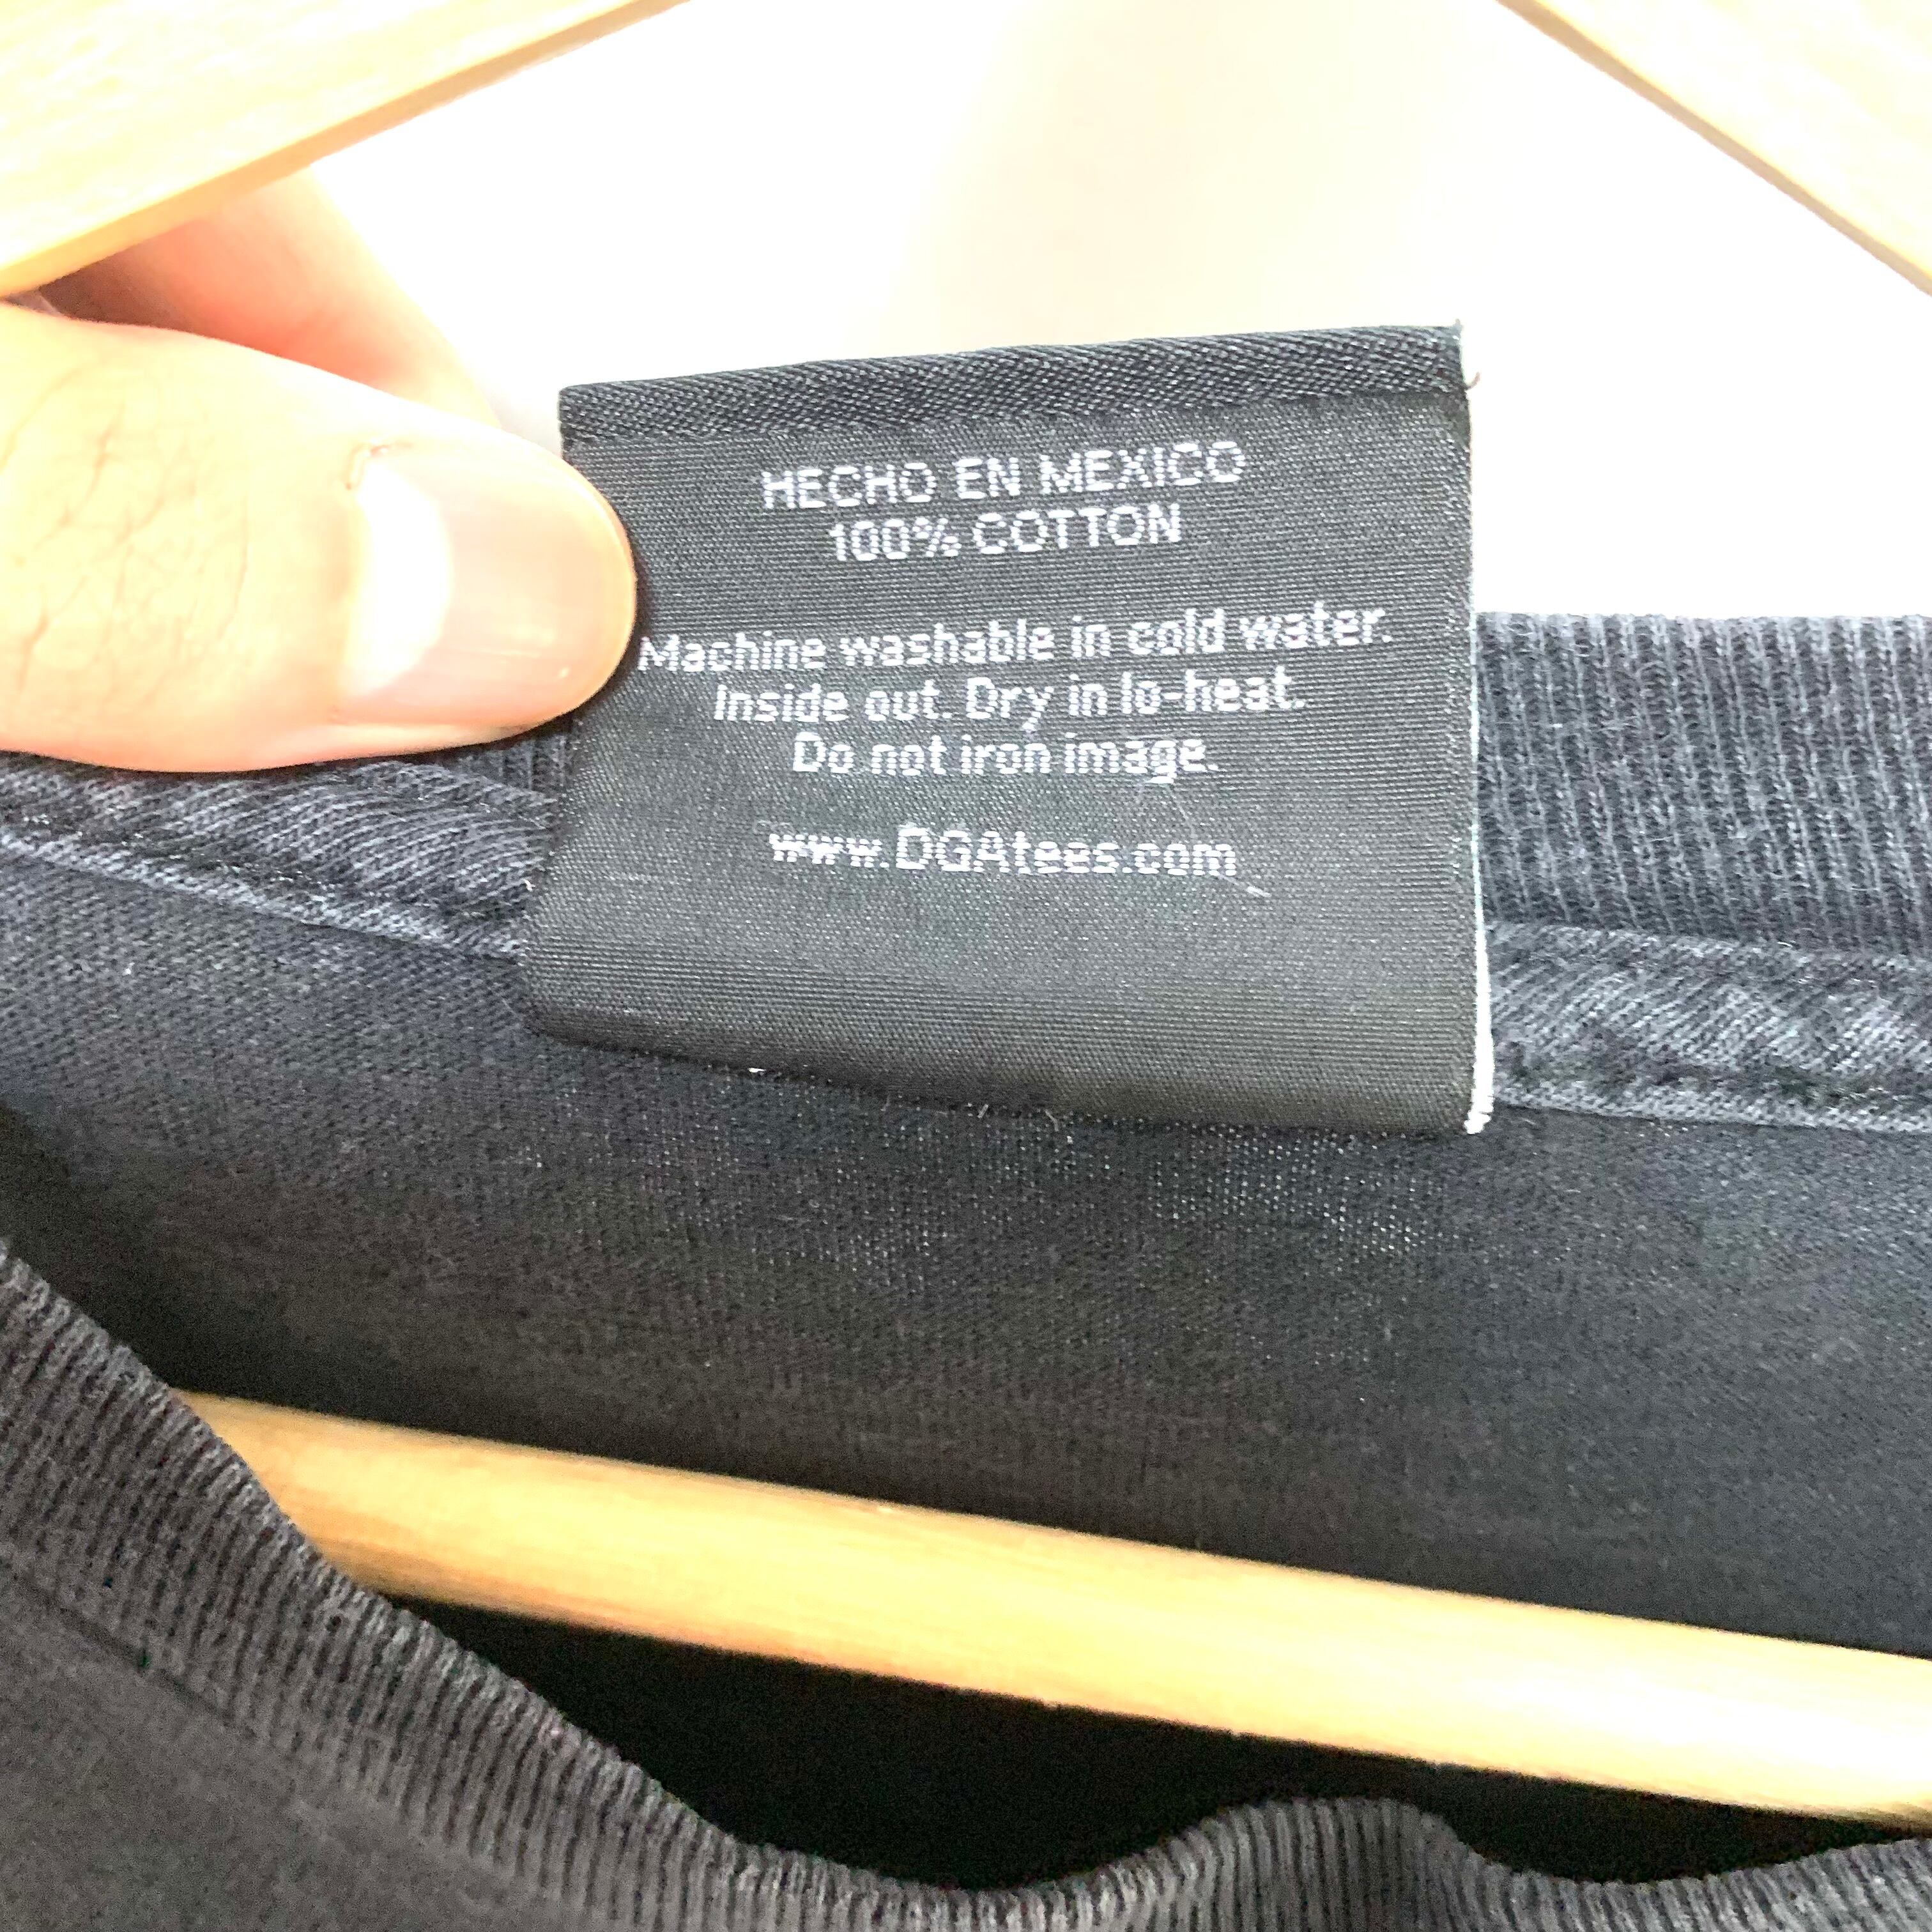 HECHO EN MEXICO
100% COTTON
Machine washable in cold water.
Inside out. Dry in lo-heat.
Do not iron image.
www.DGAtees.com